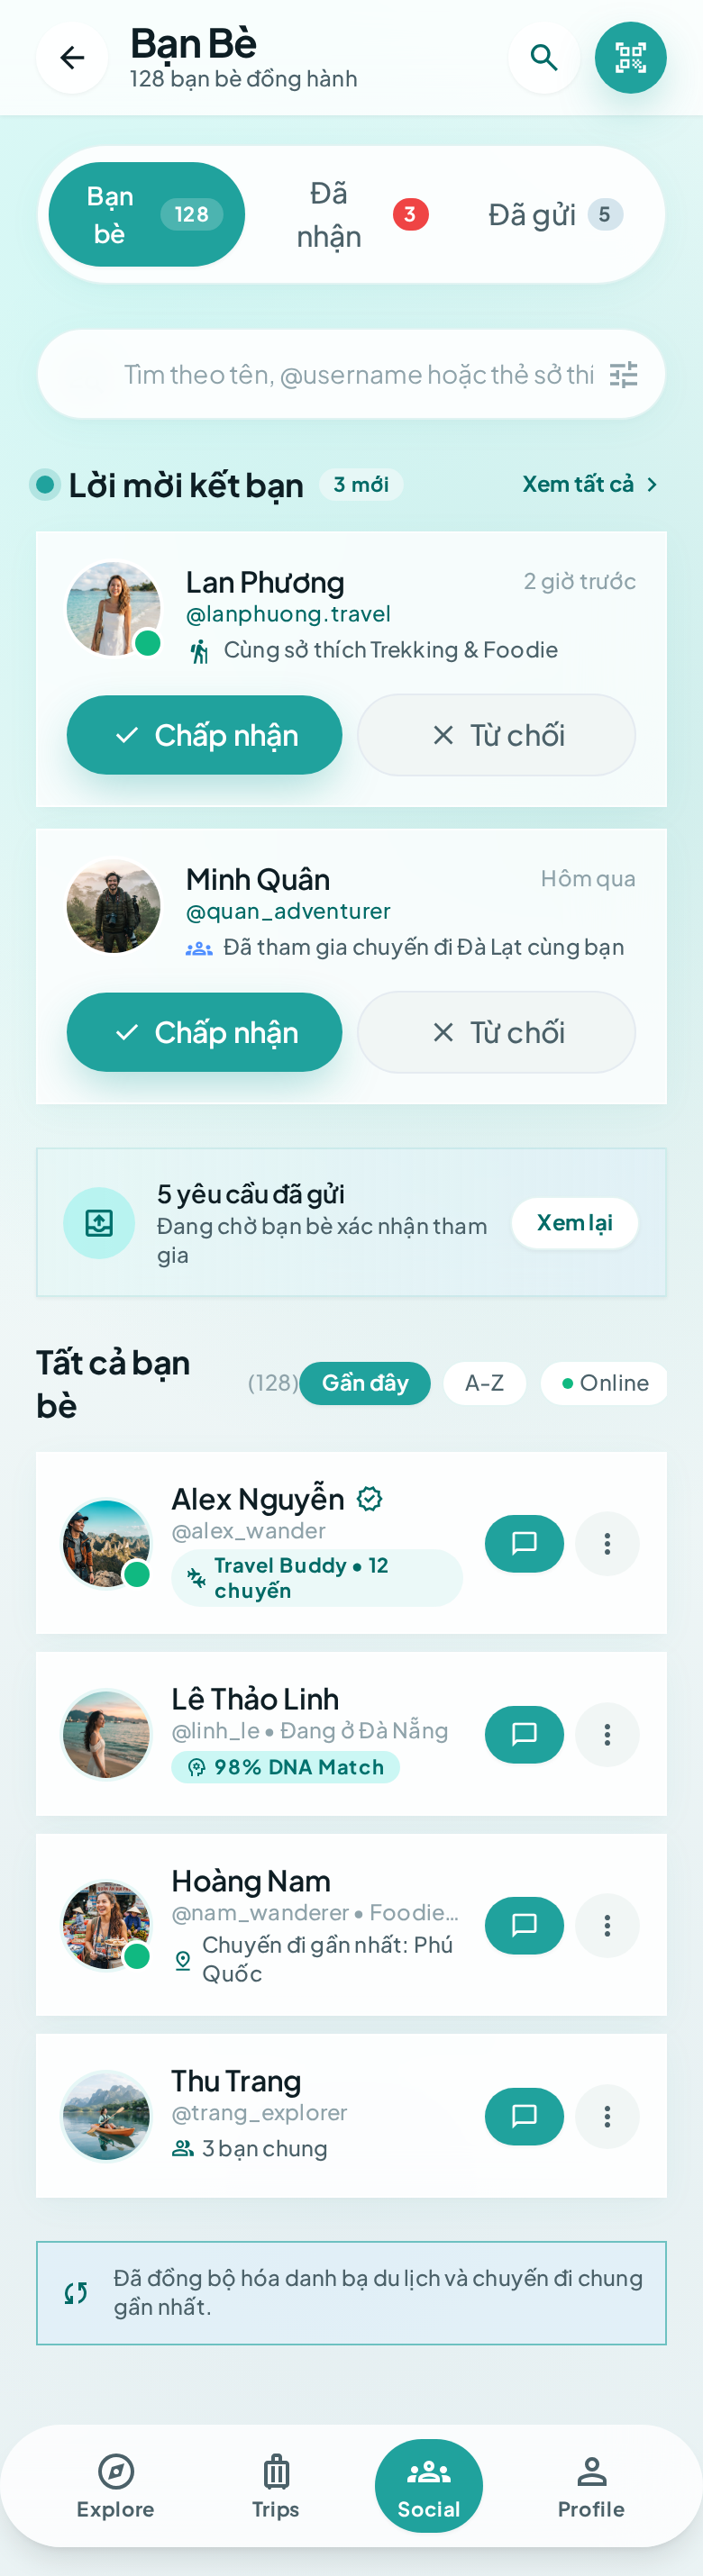 Bạn Bè
128 bạn bè đồng hành
Bạn
bè
128
Đã
nhận
3
Đã gửi 5
Tìm theo tên, @username hoặc thẻ sở thí
Lời mời kết bạn 3 mới Xem tất cả
Lan Phương 2 giờ trước
@lanphuong.travel
Cùng sở thích Trekking & Foodie
Chấp nhận Từ chối
Minh Quân Hôm qua
@quan_adventurer
Đã tham gia chuyến đi Đà Lạt cùng bạn
Chấp nhận Từ chối
5 yêu cầu đã gửi
Đang chờ bạn bè xác nhận tham
gia
Xem lại
Tất cả bạn
bè
(128) Gần đây A-Z Online
Alex Nguyễn
@alex_wander
Travel Buddy • 12
chuyến
Lê Thảo Linh
@linh_le • Đang ở Đà Nẵng
98% DNA Match
Hoàng Nam
@nam_wanderer • Foodie...
Chuyến đi gần nhất: Phú
Quốc
Thu Trang
@trang_explorer
3 bạn chung
Đã đồng bộ hóa danh bạ du lịch và chuyến đi chung
gần nhất.
Explore Trips Social Profile